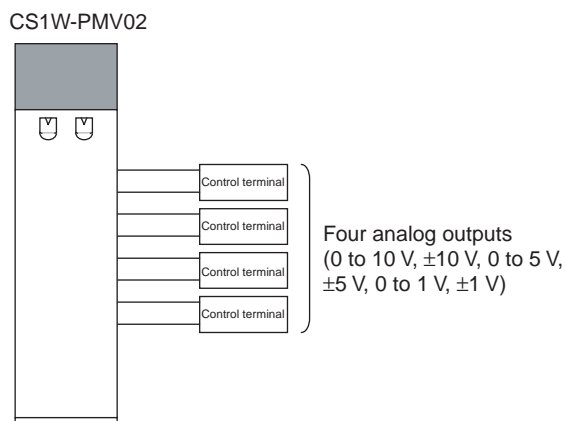 CS1W-PMV02
Control terminal
Control terminal
Control terminal
Control terminal
Four analog outputs
(0 to 10 V, ±10 V, 0 to 5 V,
±5 V, 0 to 1 V, ±1 V)